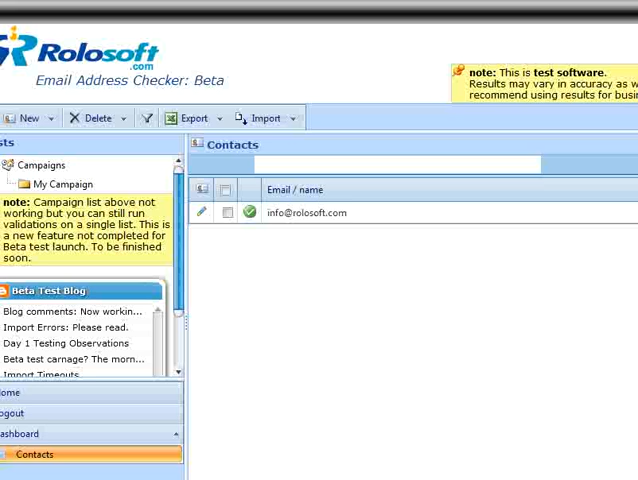 Rolosoft
.com
Email Address Checker: Beta
note: This is test software.
Results may vary in accuracy as w
recommend using results for busi
New Delete Export Import
sts
Contacts
Campaigns
My Campaign
note: Campaign list above not
working but you can still run
validations on a single list. This is
a new feature not completed for
Beta test launch. To be finished
soon.
Email / name
info@rolosoft.com
Beta Test Blog
Blog comments: Now workin...
Import Errors: Please read.
Day 1 Testing Observations
Beta test carnage? The morn...
Import Timeouts
ome
ogout
ashboard
Contacts